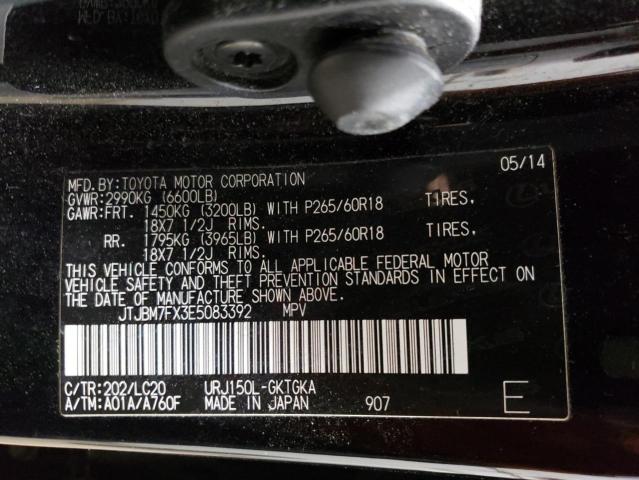 MFD.BY:TOYOTA MOTOR CORPORATION 05/14
GVWR:2990KG (6600LB)
GAWR:FRT. 1450KG (3200LB) WITH P265/60R18 TIRES,
18X7 1/2J RIMS.
RR. 1795KG (3965LB) WITH P265/60R18 TIRES,
18X7 1/2J RIMS.
THIS VEHICLE CONFORMS TO ALL APPLICABLE FEDERAL MOTOR
VEHICLE SAFETY AND THEFT PREVENTION STANDARDS IN EFFECT ON
THE DATE OF MANUFACTURE SHOWN ABOVE.
JTJBM7FX3E5083392 MPV
C/TR:202/LC20 URJ150L-GKTGKA
A/TM:A01A/A760F MADE IN JAPAN 907 E